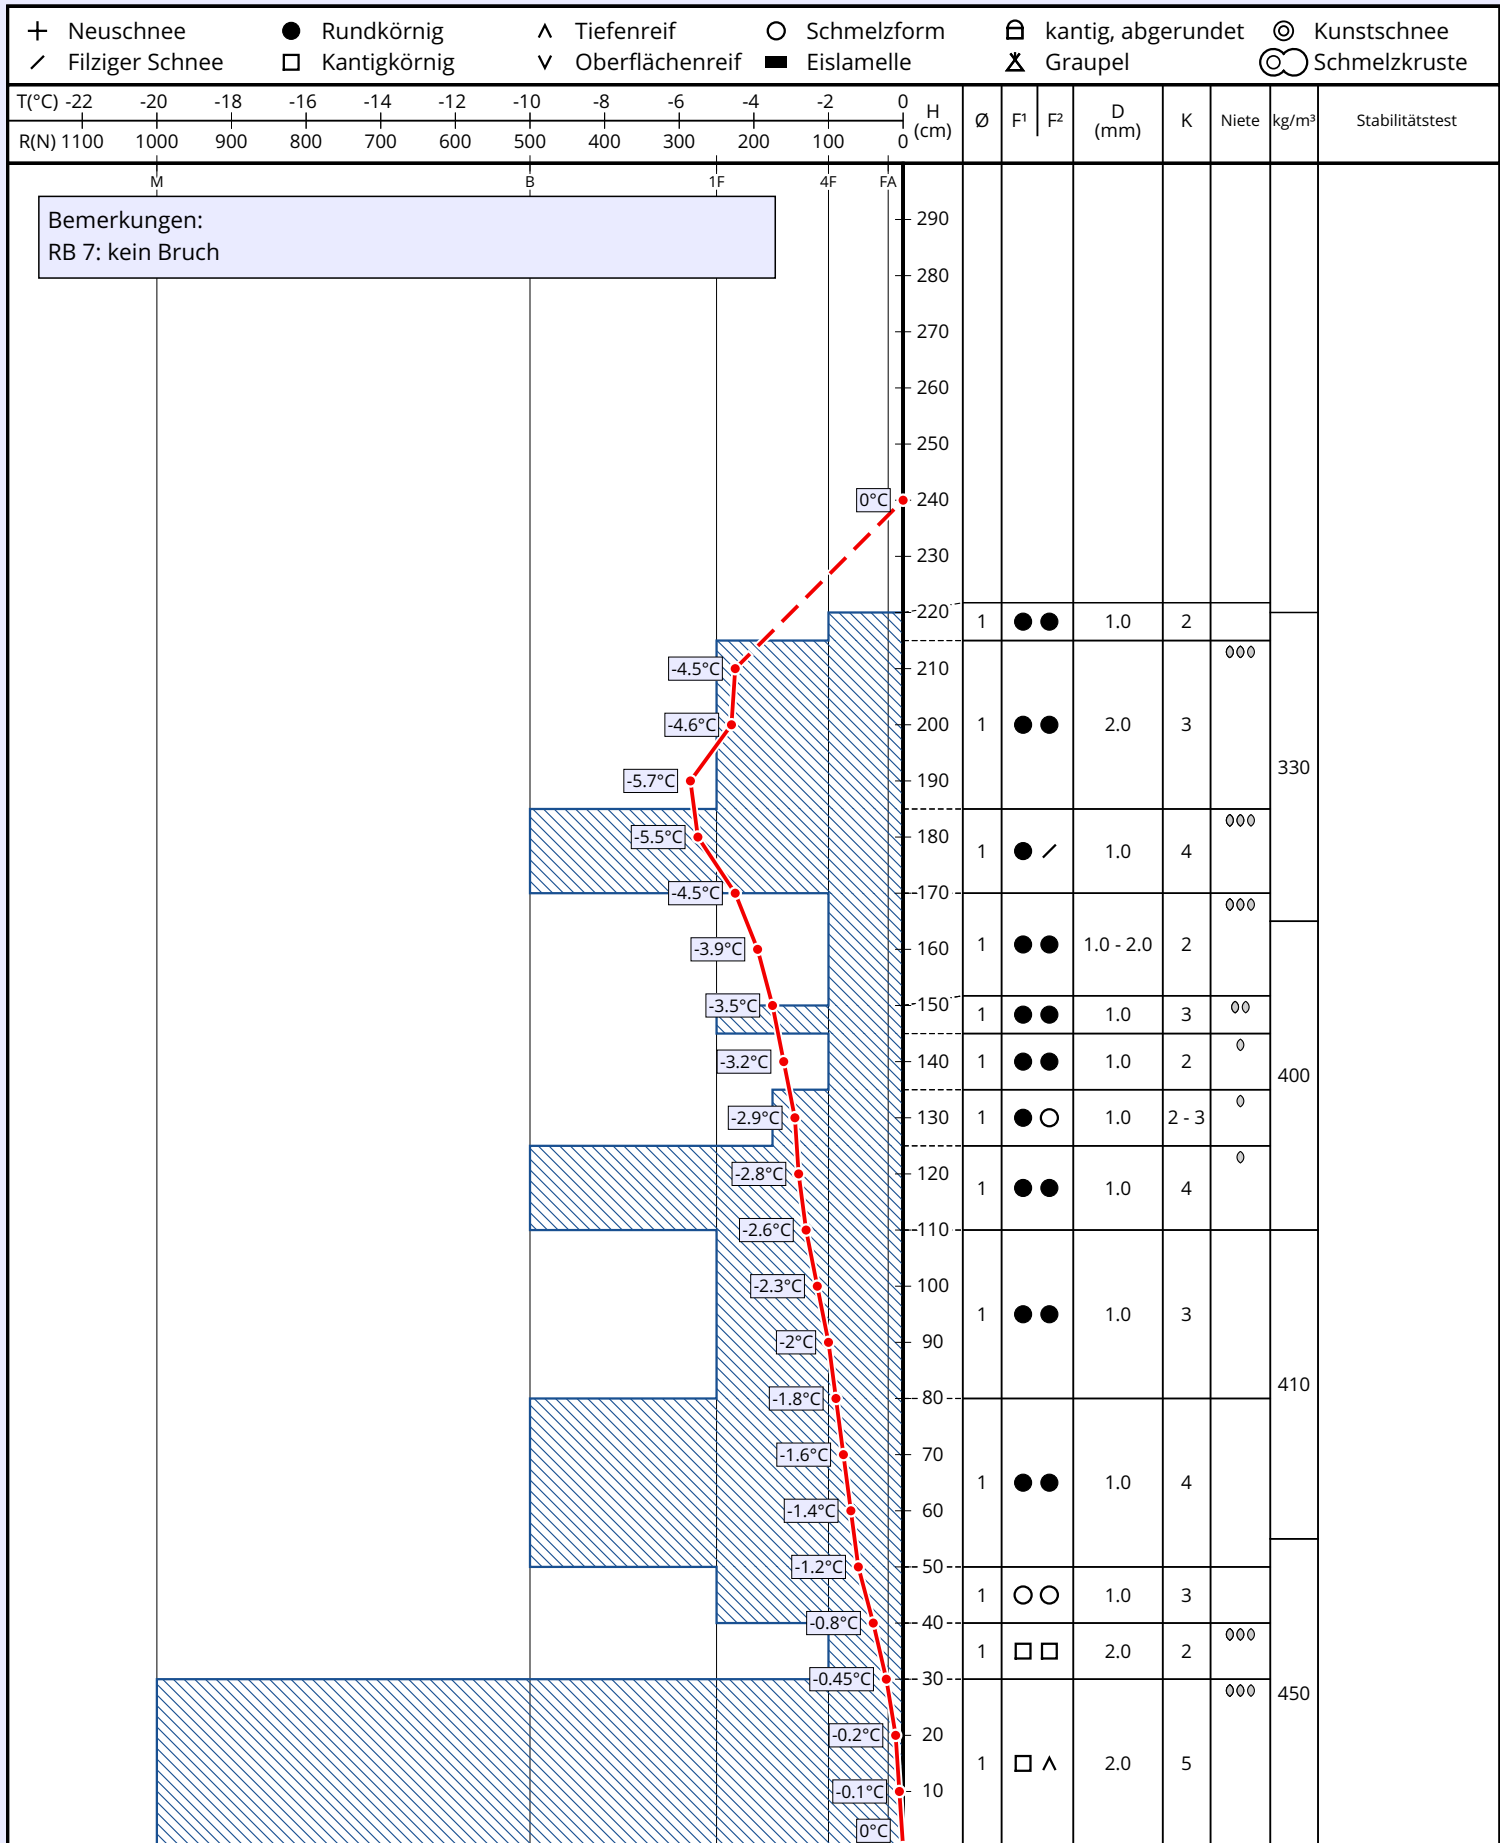 Neuschnee Rundkörnig Tiefenreif Schmelzform kantig, abgerundet Kunstschnee
Filziger Schnee Kantigkörnig Oberflächenreif Eislamelle Graupel Schmelzkruste
T(°C) -22 -20 -18 -16 -14 -12 -10 -8 -6 -4 -2 0
H (cm) Ø F¹ F² D (mm) K Niete kg/m³ Stabilitätstest
R(N) 1100 1000 900 800 700 600 500 400 300 200 100 0
M B 1F 4F FA
Bemerkungen:
RB 7: kein Bruch
290
280
270
260
250
0°C 240
230
220
1 1.0 2
-4.5°C 210
-4.6°C 200 1 2.0 3
330
-5.7°C 190
-5.5°C 180
1 1.0 4
-4.5°C 170
-3.9°C 160 1 1.0 - 2.0 2
-3.5°C 150
1 1.0 3
-3.2°C 140 1 1.0 2
400
-2.9°C 130 1 1.0 2 - 3
-2.8°C 120
1 1.0 4
-2.6°C 110
-2.3°C 100
1 1.0 3
-2°C 90
410
-1.8°C 80
-1.6°C 70
1 1.0 4
-1.4°C 60
-1.2°C 50
1 1.0 3
-0.8°C 40
1 2.0 2
-0.45°C 30
450
-0.2°C 20
1 2.0 5
-0.1°C 10
0°C